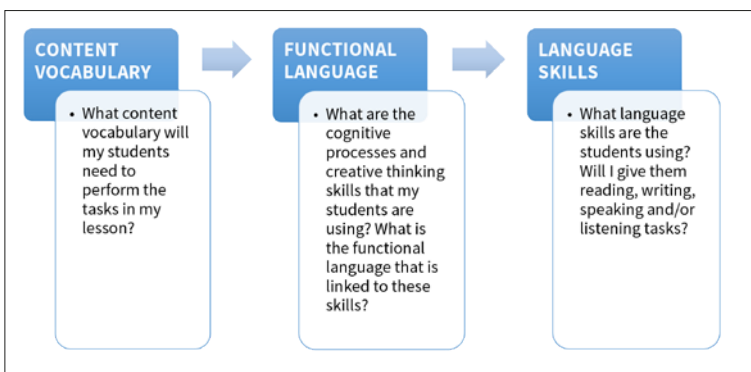 CONTENT
VOCABULARY
• What content
vocabulary will
my students
need to
perform the
tasks in my
lesson?
FUNCTIONAL
LANGUAGE
• What are the
cognitive
processes and
creative thinking
skills that my
students are
using? What is
the functional
language that is
linked to these
skills?
LANGUAGE
SKILLS
• What language
skills are the
students using?
Will I give them
reading, writing,
speaking and/or
listening tasks?